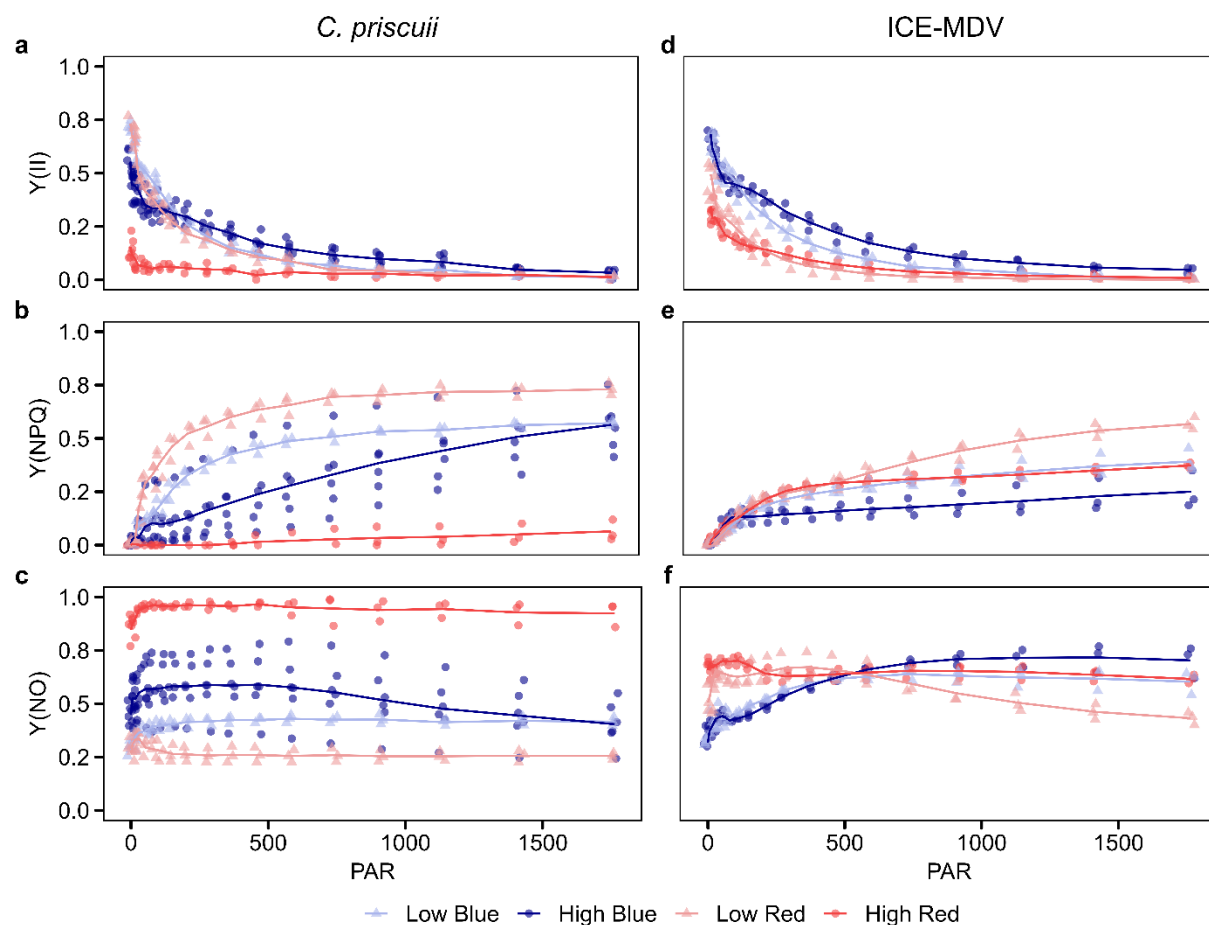 C. priscuii
ICE-MDV
a
d
1.0
0.8
0.5
0.2
0.0
Y(II)
b
e
1.0
0.8
0.5
0.2
0.0
Y(NPQ)
c
f
1.0
0.8
0.5
0.2
0.0
Y(NO)
0 500 1000 1500
0 500 1000 1500
PAR
PAR
Low Blue High Blue Low Red High Red